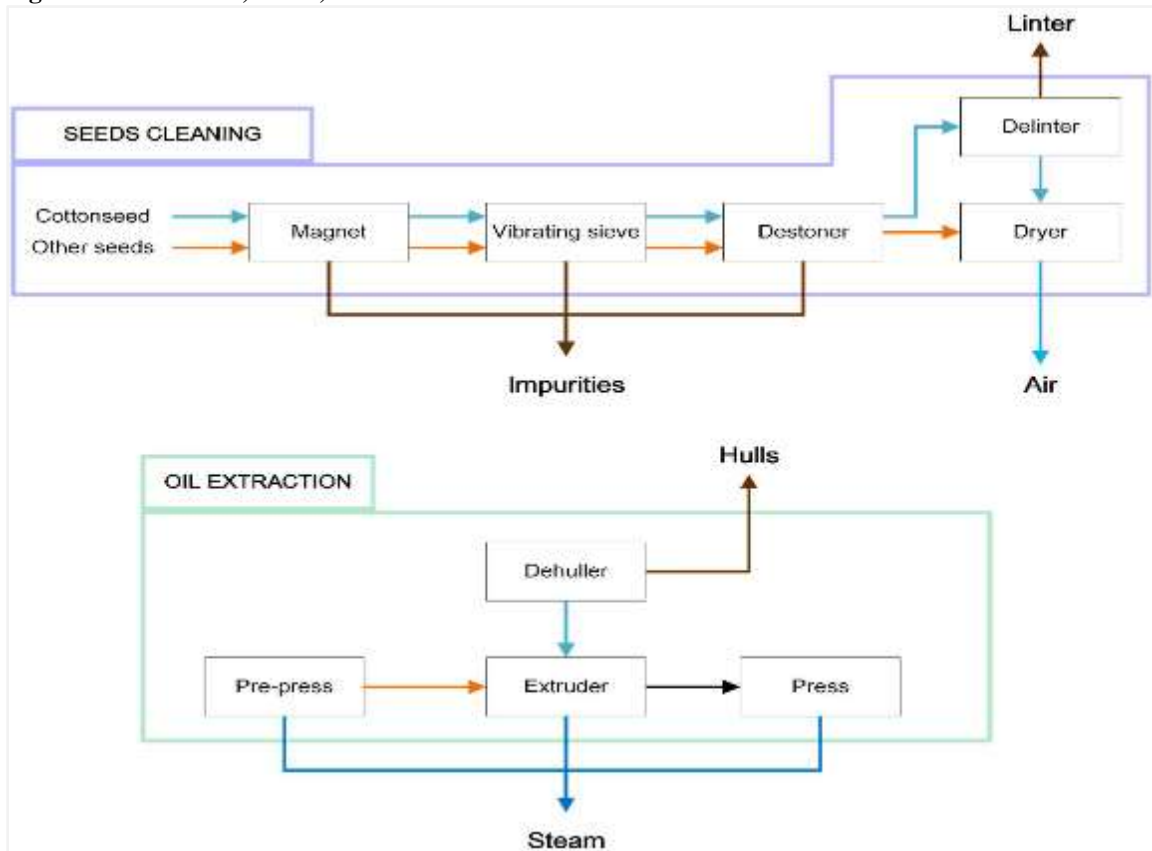 Linter
SEEDS CLEANING
Delinter
Cottonseed
Other seeds
Magnet
Vibrating sieve
Destoner
Dryer
Impurities
Air
Hulls
OIL EXTRACTION
Dehuller
Pre-press
Extruder
Press
Steam